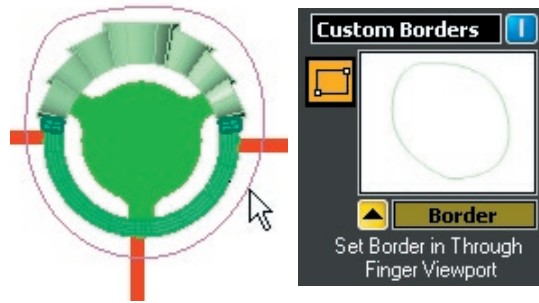 Custom Borders
Border
Set Border in Through
Finger Viewport